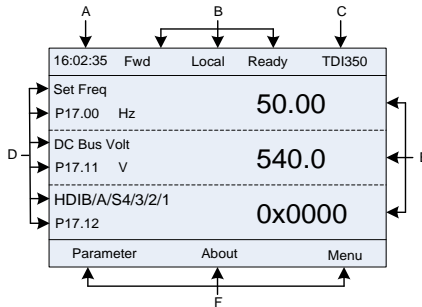 A B C
16:02:35 Fwd Local Ready TDI350
Set Freq
P17.00 Hz 50.00
DC Bus Volt
D P17.11 V 540.0
HDIB/A/S4/3/2/1
P17.12 0x0000
Parameter About Menu
F